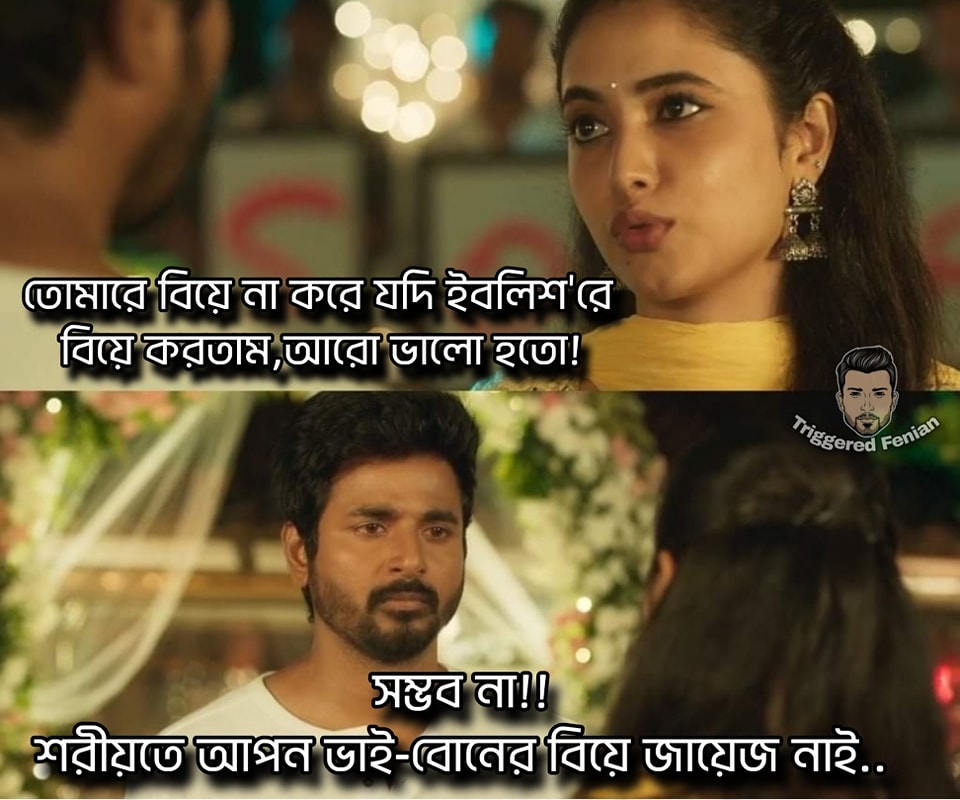 তোমারে বিয়ে না করে যদি ইবলিশ'রে
বিয়ে করতাম,আরো ভালো হতো!
Triggered Fenian
সম্ভব না!!
শরীয়তে আপন ভাই-বোনের বিয়ে জায়েজ নাই..